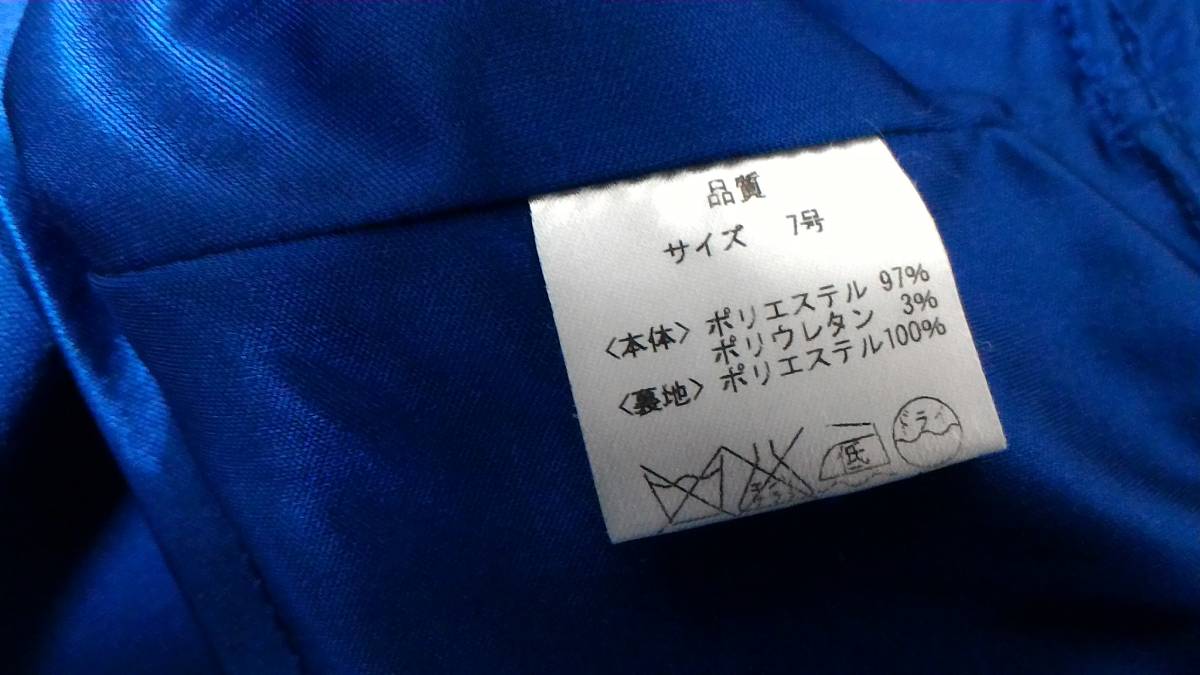 品質
サイズ 7号
〈本体〉ポリエステル 97%
ポリウレタン 3%
〈裏地〉ポリエステル100%
低 ドライ